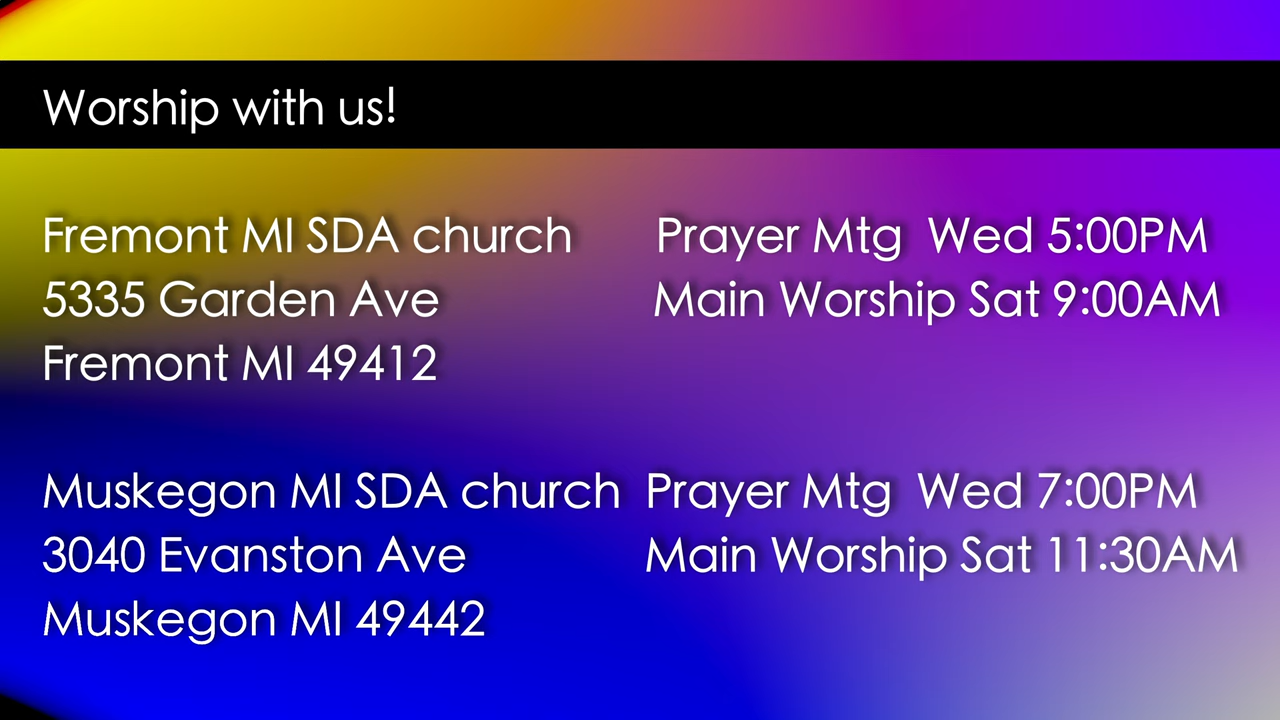 Worship with us!
Fremont MI SDA church
5335 Garden Ave
Fremont MI 49412
Prayer Mtg  Wed 5:00PM
Main Worship Sat 9:00AM
Muskegon MI SDA church
3040 Evanston Ave
Muskegon MI 49442
Prayer Mtg  Wed 7:00PM
Main Worship Sat 11:30AM